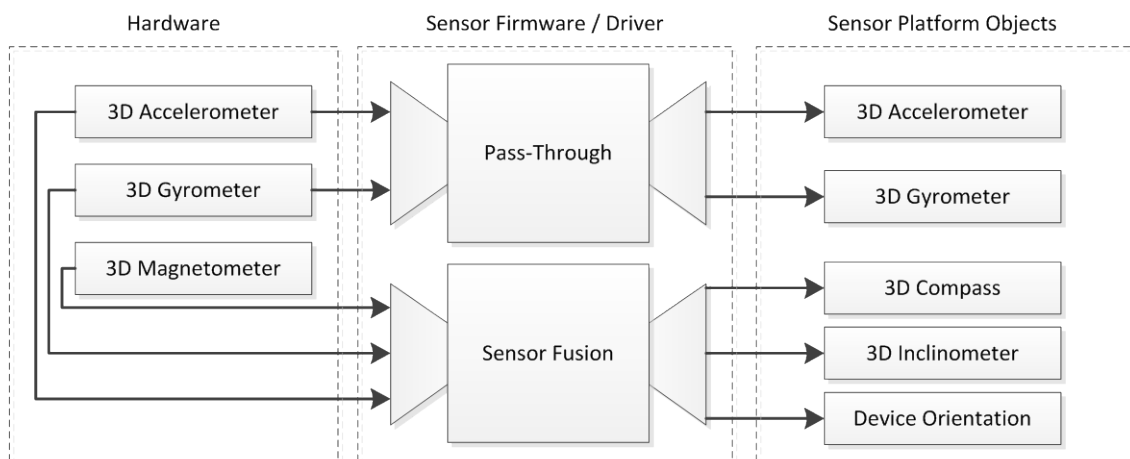 Hardware
Sensor Firmware / Driver
Sensor Platform Objects
3D Accelerometer
3D Gyrometer
3D Magnetometer
Pass-Through
Sensor Fusion
3D Accelerometer
3D Gyrometer
3D Compass
3D Inclinometer
Device Orientation